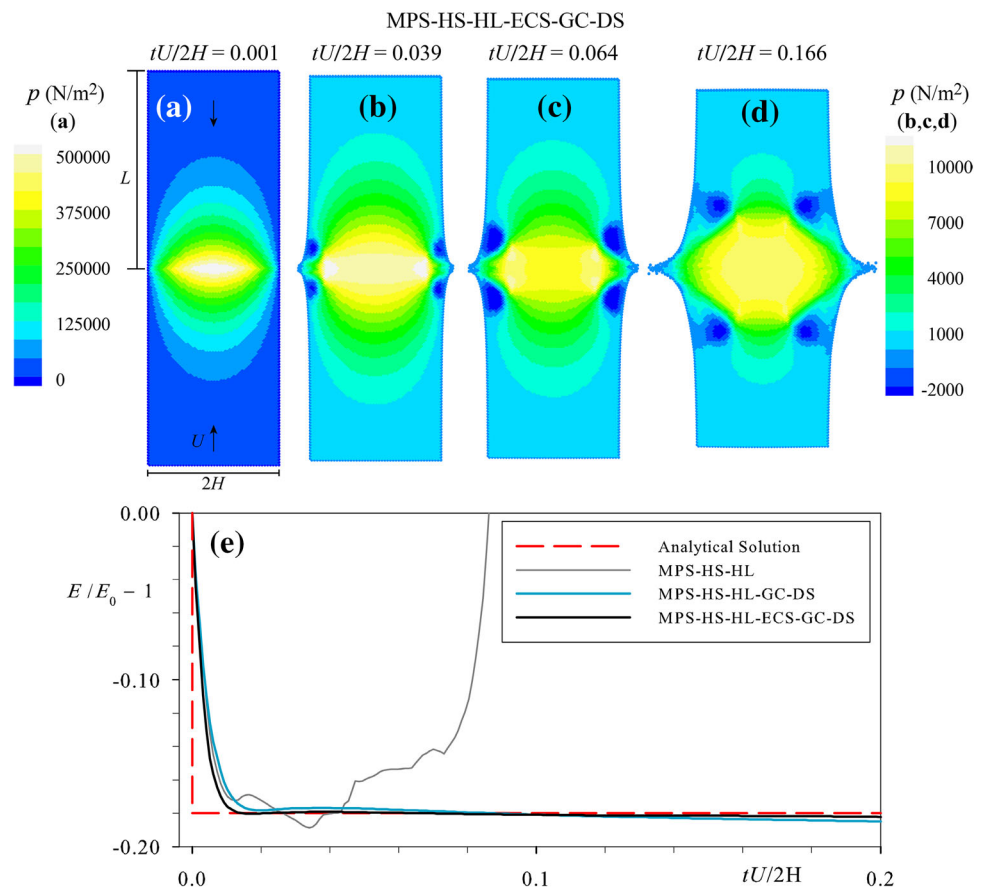 MPS-HS-HL-ECS-GC-DS
tU/2H = 0.001
tU/2H = 0.039
tU/2H = 0.064
tU/2H = 0.166
p (N/m²)
(a)
500000
375000
250000
125000
0
L
(a)
U
2H
(b)
(c)
(d)
p (N/m²)
(b,c,d)
10000
7000
4000
1000
-2000
(e)
E/E₀ − 1
0.00
-0.10
-0.20
Analytical Solution
MPS-HS-HL
MPS-HS-HL-GC-DS
MPS-HS-HL-ECS-GC-DS
0.0
0.1
tU/2H
0.2